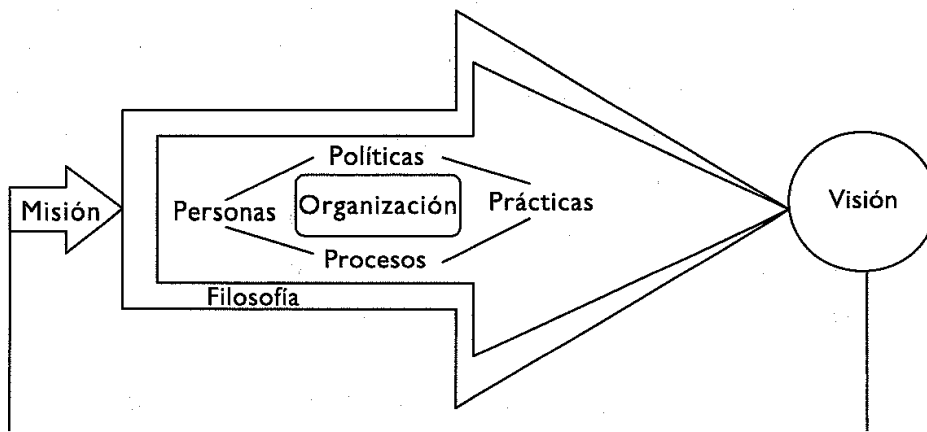 Políticas
Misión
Personas
Organización
Prácticas
Visión
Procesos
Filosofía